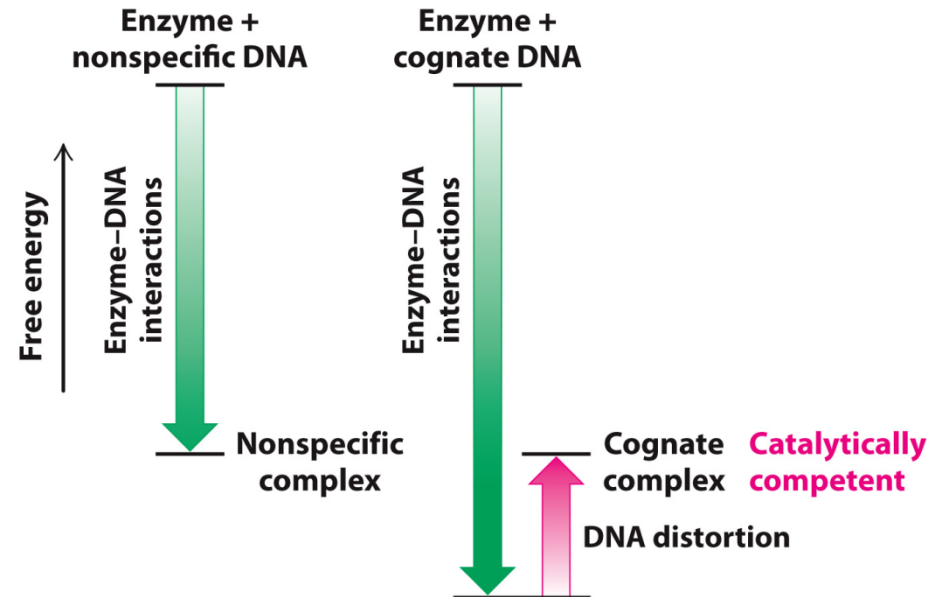 Enzyme +
nonspecific DNA
Enzyme +
cognate DNA
Free energy
Enzyme–DNA
interactions
Enzyme–DNA
interactions
Nonspecific
complex
Cognate
complex
Catalytically
competent
DNA distortion